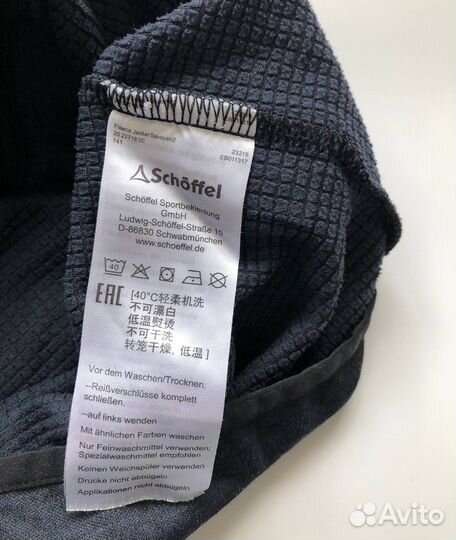 Fleece Jacket Savoyen2
20 22718 00
141
23318
EB011317
Schöffel
Schöffel Sportbekleidung
GmbH
Ludwig-Schöffel-Straße 15
D-86830 Schwabmünchen
www.schoeffel.de
40
EAC
[40°C轻柔机洗
不可漂白
低温熨烫
不可干洗
转笼干燥, 低温]
Vor dem Waschen/Trocknen:
--Reißverschlüsse komplett
schließen.
--auf links wenden
Mit ähnlichen Farben waschen
Nur Feinwaschmittel verwenden;
Spezialwaschmittel empfohlen
Keinen Weichspüler verwenden
Drucke nicht abbügeln
Applikationen nicht abbügeln
Avito